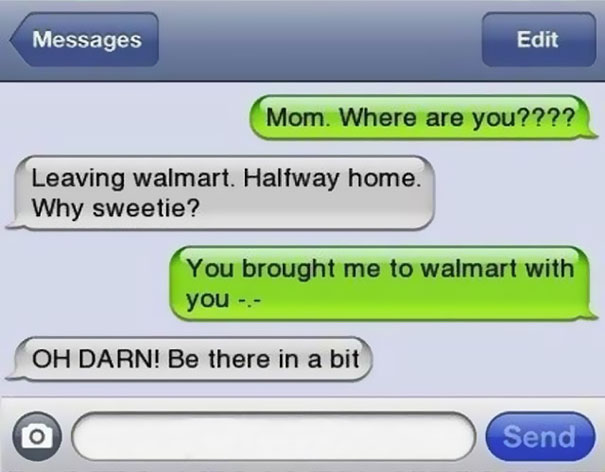 Messages
Edit
Mom. Where are you????
Leaving walmart. Halfway home.
Why sweetie?
You brought me to walmart with
you -.-
OH DARN! Be there in a bit
Send